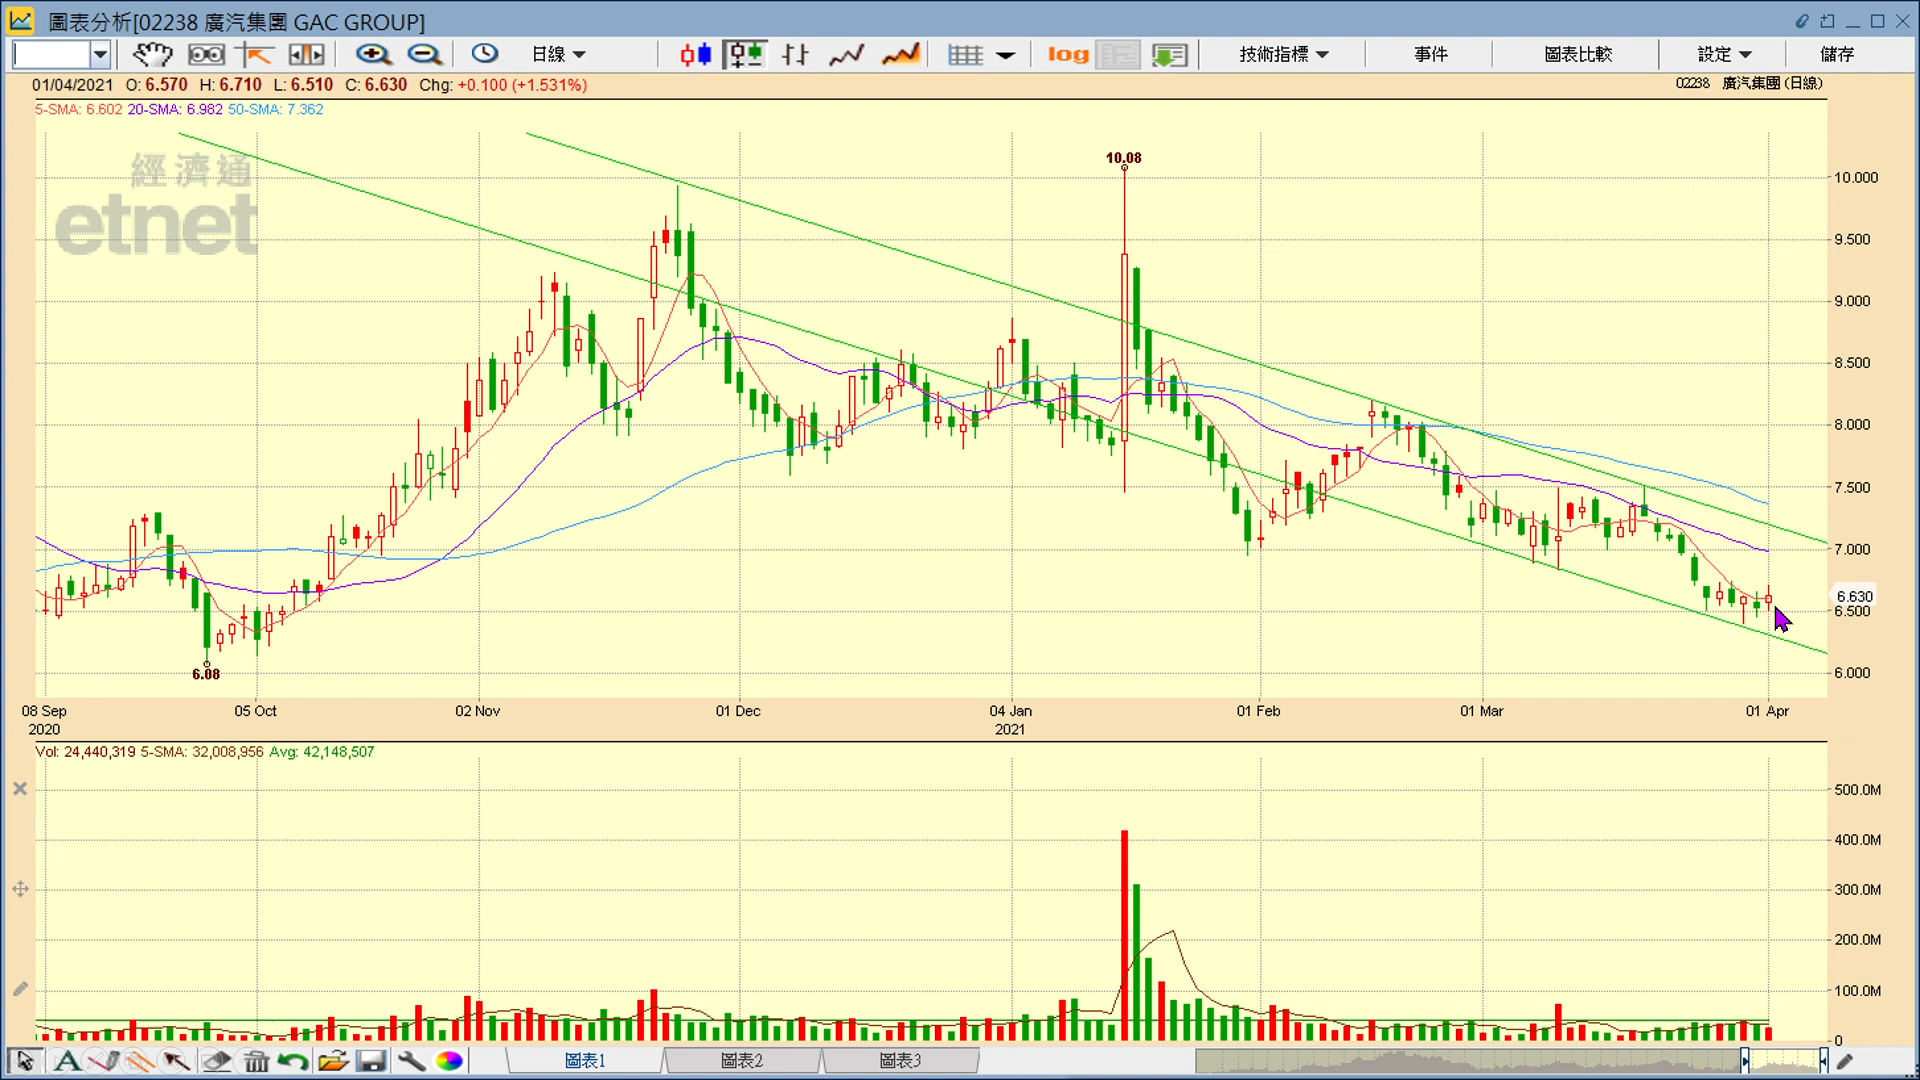 圖表分析[02238 廣汽集團 GAC GROUP]
日線 log 技術指標 事件 圖表比較 設定 儲存
01/04/2021 O: 6.570 H: 6.710 L: 6.510 C: 6.630 Chg: +0.100 (+1.531%) 02238 廣汽集團 (日線)
5-SMA: 6.602 20-SMA: 6.982 50-SMA: 7.362
經濟通
etnet
10.08
10.000
9.500
9.000
8.500
8.000
7.500
7.000
6.630
6.500
6.08
6.000
08 Sep 05 Oct 02 Nov 01 Dec 04 Jan 01 Feb 01 Mar 01 Apr
2020 2021
Vol: 24,440,319 5-SMA: 32,008,956 Avg: 42,148,507
500.0M
400.0M
300.0M
200.0M
100.0M
0
A 圖表1 圖表2 圖表3